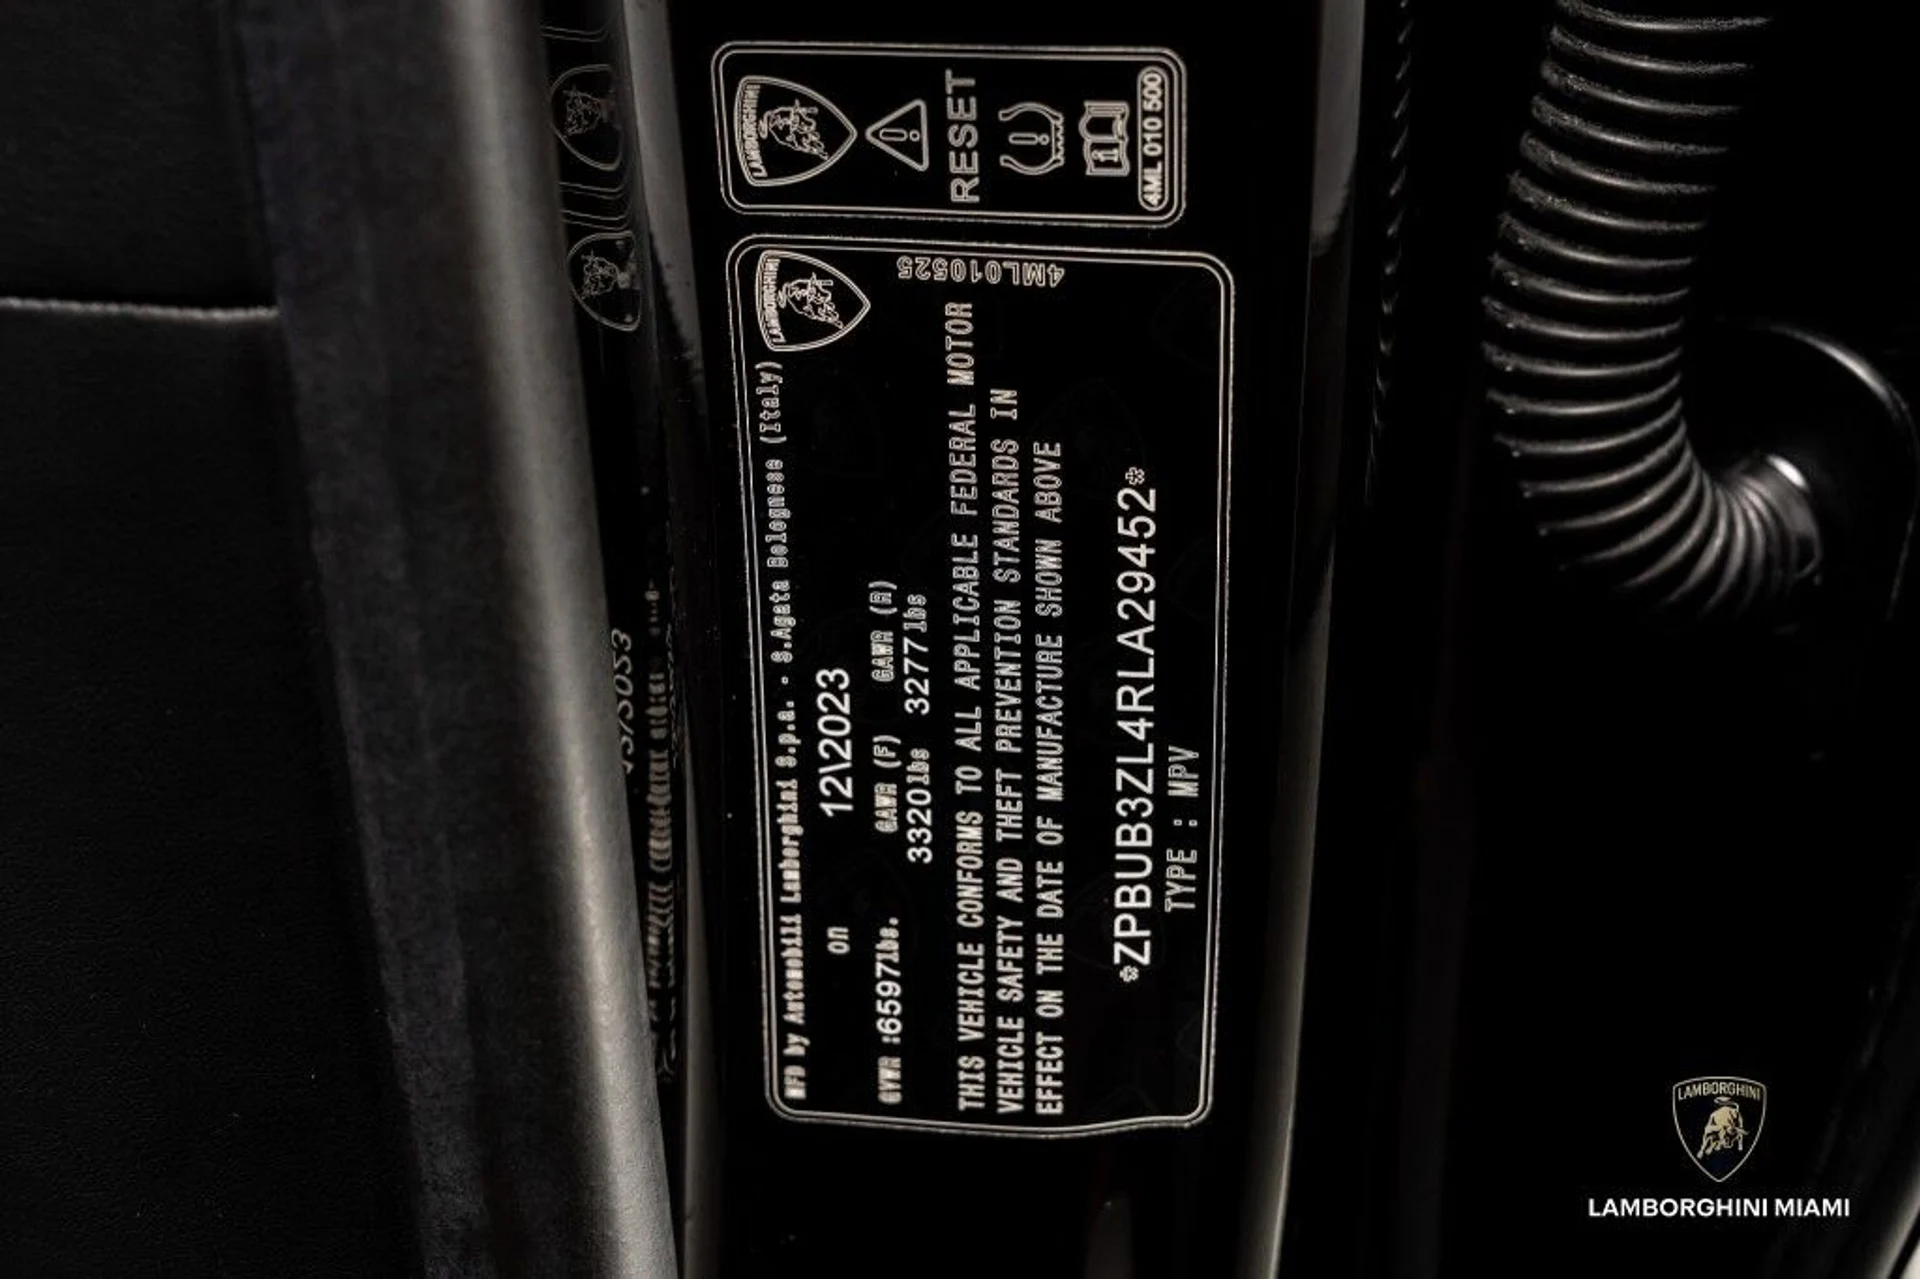 LAMBORGHINI
RESET
4ML 010 500
LAMBORGHINI
4ML010525
MFD by Automobili Lamborghini S.p.a. - S.Agata Bolognese (Italy)
on 12\2023
GVWR :6597lbs. GAWR (F) GAWR (R)
3320lbs 3277lbs
THIS VEHICLE CONFORMS TO ALL APPLICABLE FEDERAL MOTOR
VEHICLE SAFETY AND THEFT PREVENTION STANDARDS IN
EFFECT ON THE DATE OF MANUFACTURE SHOWN ABOVE
*ZPBUB3ZL4RLA29452*
TYPE : MPV
LAMBORGHINI
LAMBORGHINI MIAMI